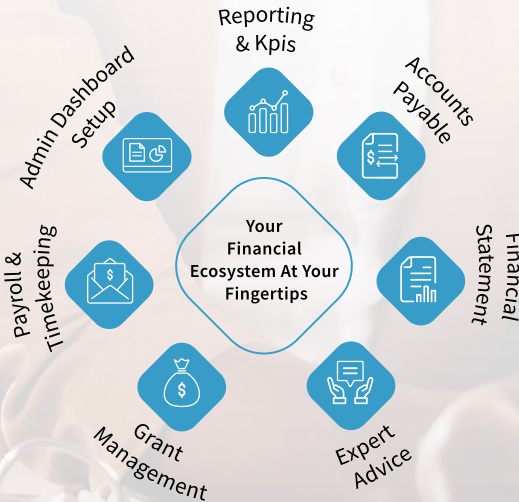 Reporting
& Kpis
Accounts
Payable
Financial
Statement
Expert
Advice
Grant
Management
Payroll &
Timekeeping
Admin Dashboard
Setup
Your
Financial
Ecosystem At Your
Fingertips